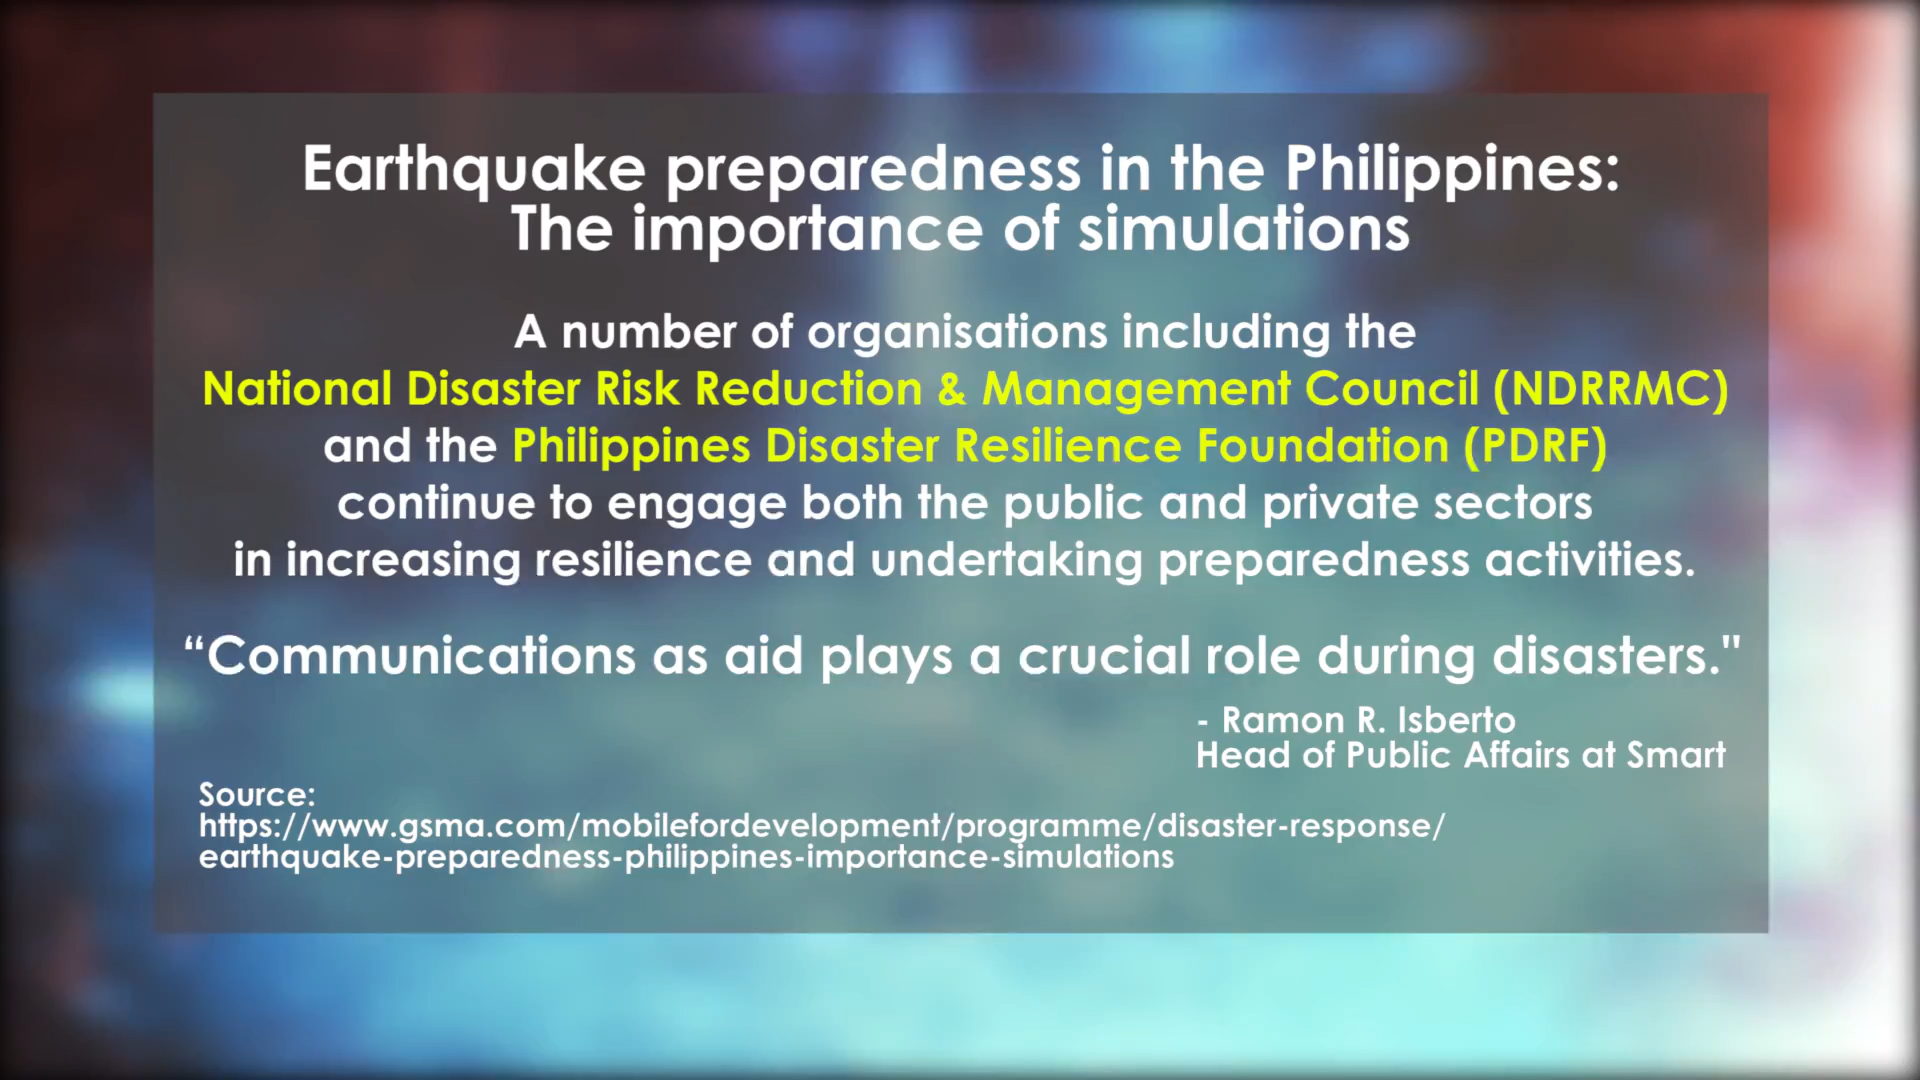 Earthquake preparedness in the Philippines:
The importance of simulations
A number of organisations including the
National Disaster Risk Reduction & Management Council (NDRRMC)
and the Philippines Disaster Resilience Foundation (PDRF)
continue to engage both the public and private sectors
in increasing resilience and undertaking preparedness activities.
“Communications as aid plays a crucial role during disasters."
- Ramon R. Isberto
Head of Public Affairs at Smart
Source:
https://www.gsma.com/mobilefordevelopment/programme/disaster-response/
earthquake-preparedness-philippines-importance-simulations